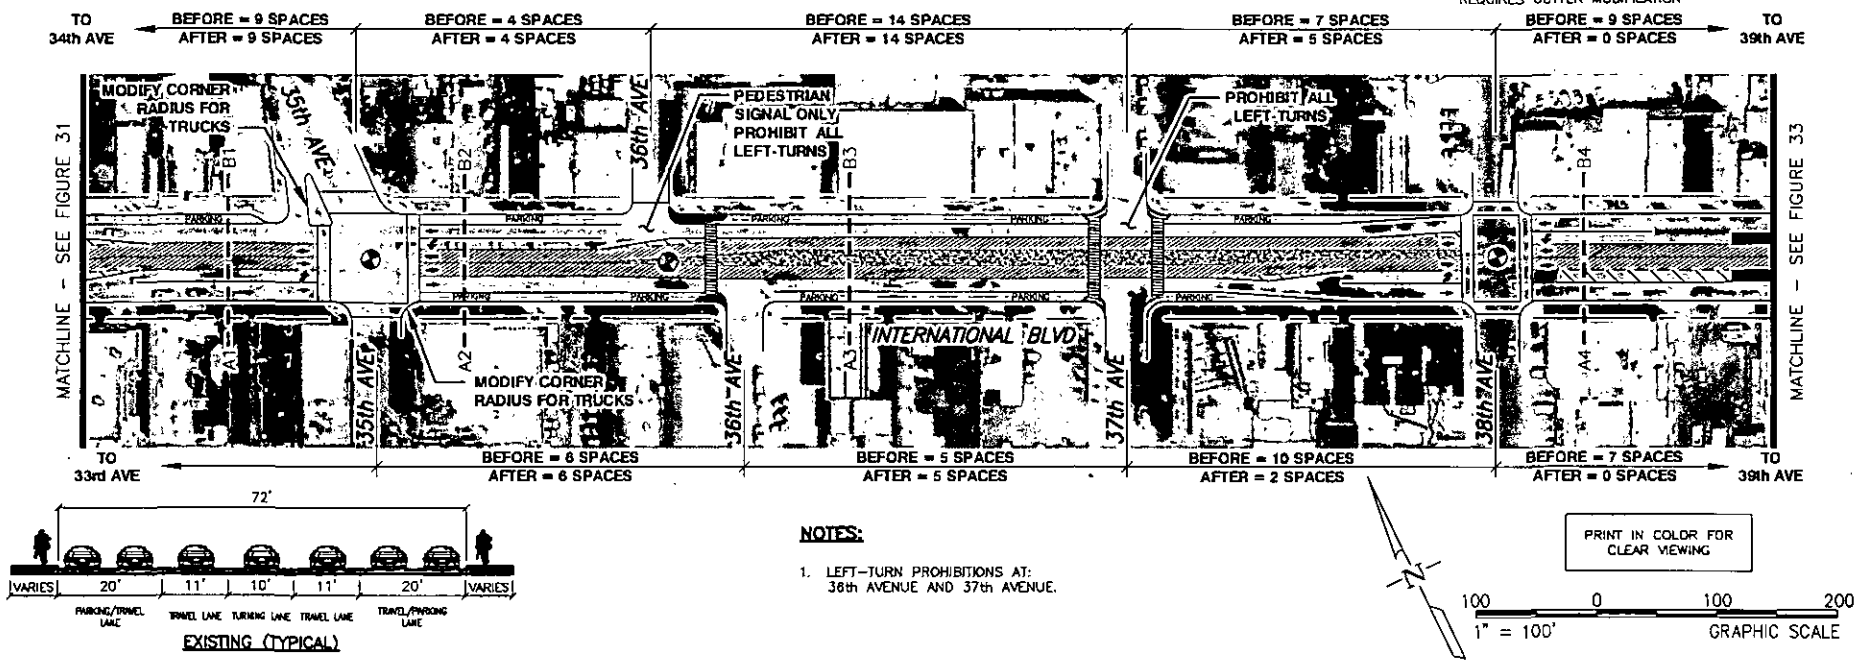 REQUIRES GUTTER MODIFICATION
TO
34th AVE
BEFORE = 9 SPACES
AFTER = 9 SPACES
BEFORE = 4 SPACES
AFTER = 4 SPACES
BEFORE = 14 SPACES
AFTER = 14 SPACES
BEFORE = 7 SPACES
AFTER = 5 SPACES
BEFORE = 9 SPACES
AFTER = 0 SPACES
TO
39th AVE
MATCHLINE - SEE FIGURE 31
MODIFY CORNER
RADIUS FOR
TRUCKS
35th AVE
36th AVE
PEDESTRIAN
SIGNAL ONLY
PROHIBIT ALL
LEFT-TURNS
PROHIBIT ALL
LEFT-TURNS
B1
B2
B3
B4
PARKING
PARKING
PARKING
PARKING
PARKING
PARKING
PARKING
PARKING
PARKING
PARKING
INTERNATIONAL BLVD
A1
A2
A3
A4
35th AVE
36th AVE
37th AVE
38th AVE
MODIFY CORNER
RADIUS FOR TRUCKS
MATCHLINE - SEE FIGURE 33
TO
33rd AVE
BEFORE = 6 SPACES
AFTER = 6 SPACES
BEFORE = 5 SPACES
AFTER = 5 SPACES
BEFORE = 10 SPACES
AFTER = 2 SPACES
BEFORE = 7 SPACES
AFTER = 0 SPACES
TO
39th AVE
72'
VARIES 20' 11' 10' 11' 20' VARIES
PARKING/TRAVEL LANE
TRAVEL LANE
TURNING LANE
TRAVEL LANE
TRAVEL/PARKING LANE
EXISTING (TYPICAL)
NOTES:
1. LEFT-TURN PROHIBITIONS AT:
36th AVENUE AND 37th AVENUE.
N
PRINT IN COLOR FOR
CLEAR VIEWING
100 0 100 200
1" = 100' GRAPHIC SCALE